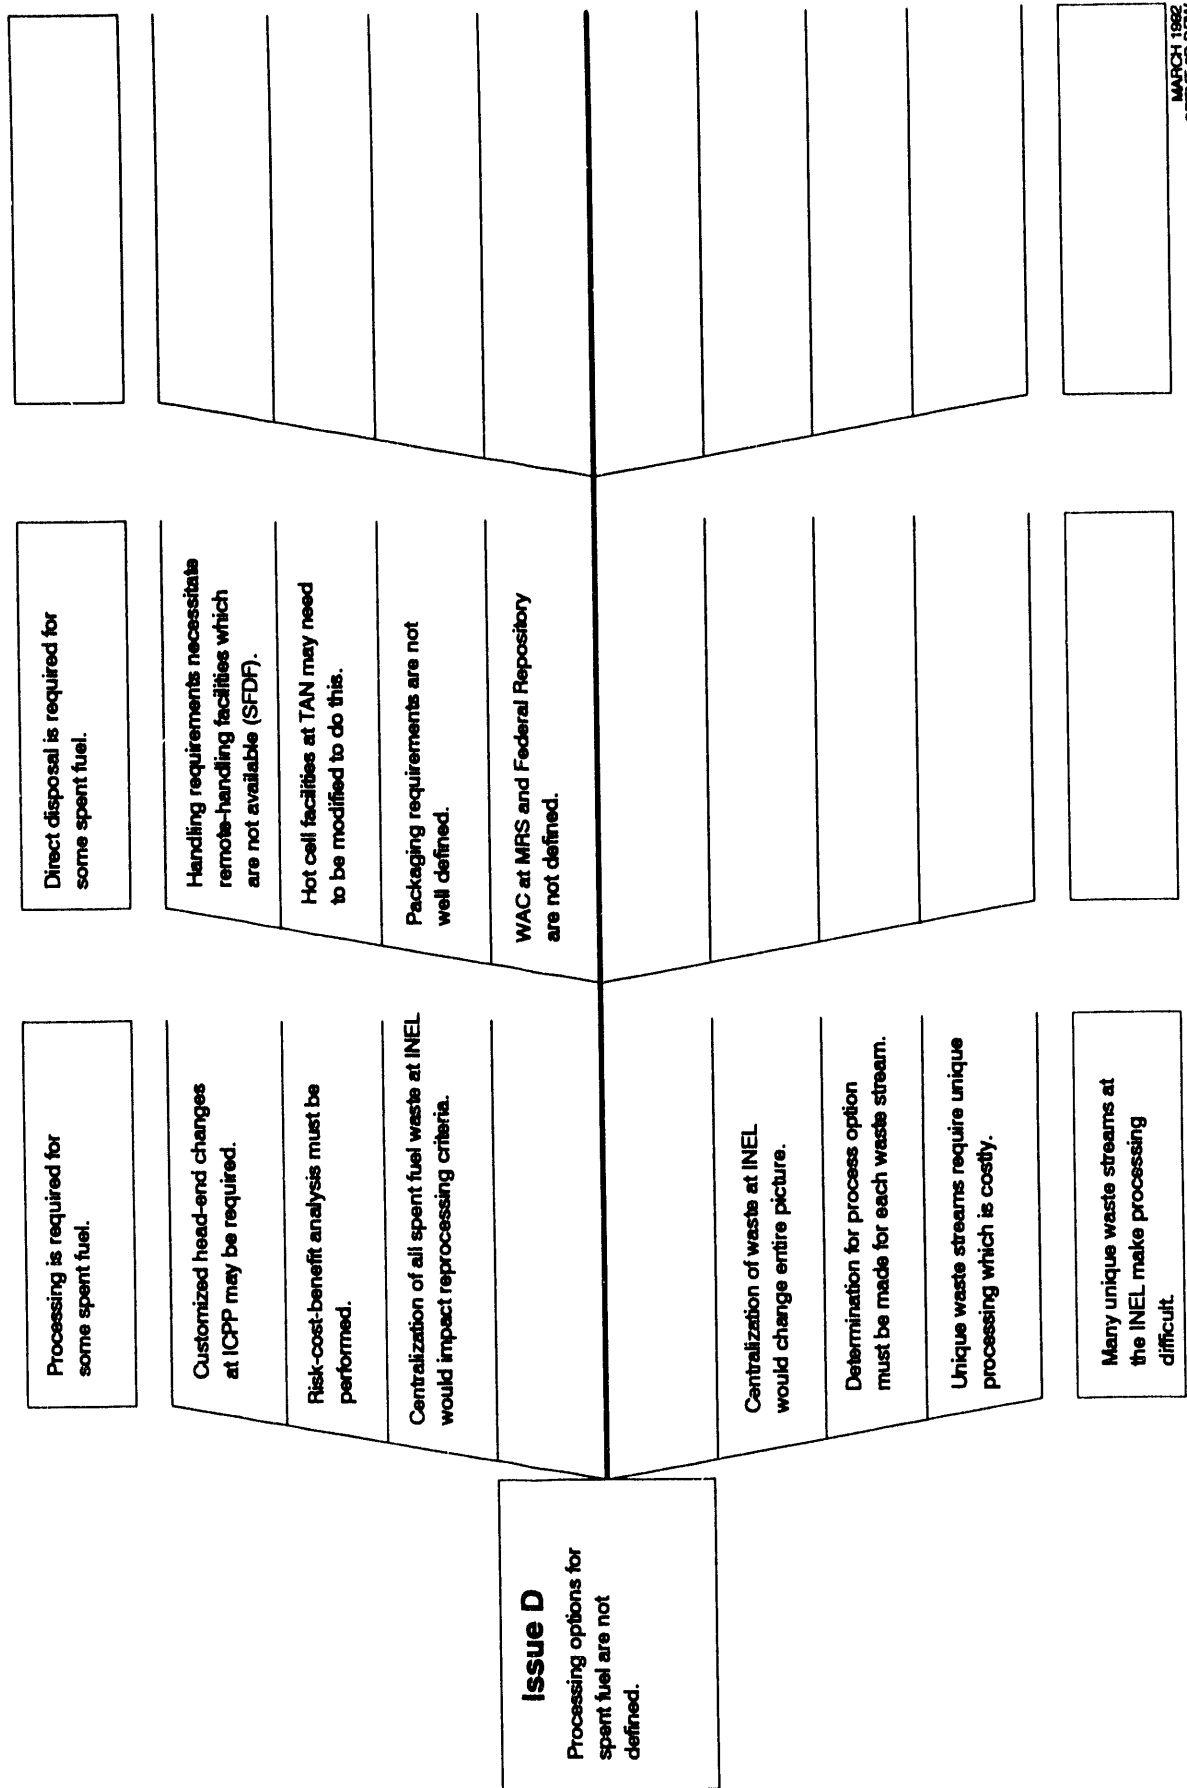 Issue D
Processing options for
spent fuel are not
defined.
Processing is required for
some spent fuel.
Customized head-end changes
at ICPP may be required.
Risk-cost-benefit analysis must be
performed.
Centralization of all spent fuel waste at INEL
would impact reprocessing criteria.
Direct disposal is required for
some spent fuel.
Handling requirements necessitate
remote-handling facilities which
are not available (SFDF).
Hot cell facilities at TAN may need
to be modified to do this.
Packaging requirements are not
well defined.
WAC at MRS and Federal Repository
are not defined.
Centralization of waste at INEL
would change entire picture.
Determination for process option
must be made for each waste stream.
Unique waste streams require unique
processing which is costly.
Many unique waste streams at
the INEL make processing
difficult.
MARCH 1992